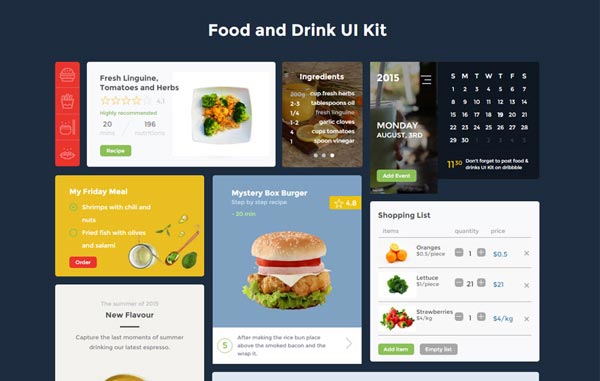 Food and Drink UI Kit
Fresh Linguine,
Tomatoes and Herbs
4,1
Highly recommended
20
196
mins / nutritions
Recipe
Ingredients
200g cup fresh herbs
2-3 tablespoons oil
1/4 fresh linguine
1-2 garlic cloves
4 cups tomatoes
1 spoon vinegar
2015
MONDAY
AUGUST, 3RD
Add Event
S M T W T F S
1 2 3 4 5 6 7
8 9 10 11 12 13 14
15 16 17 18 19 20 21
22 23 24 25 26 27 28
29 30 1 2 3 4 5
11 30
Don't forget to post food &
drinks UI Kit on dribbble
My Friday Meal
Shrimps with chili and
nuts
Fried fish with olives
and salami
Order
Mystery Box Burger
Step by step recipe
- 30 min
4,8
5
After making the rice bun place
above the smoked bacon and the
wrap it.
Shopping List
items quantity price
Oranges
$0.5/piece
1
$0.5
×
Lettuce
$1/piece
21
$21
×
Strawberries
$4/kg
1
$4/kg
×
Add item
Empty list
The summer of 2015
New Flavour
Capture the last moments of summer
drinking our latest espresso.